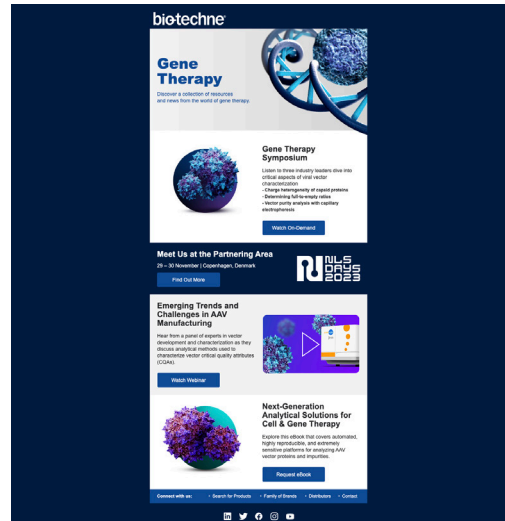 bio-techne
Gene
Therapy
Discover a collection of resources
and news from the world of gene therapy.
Gene Therapy
Symposium
Listen to three industry leaders dive into
critical aspects of viral vector
characterization
- Charge heterogeneity of capsid proteins
- Determining full-to-empty ratios
- Vector purity analysis with capillary
electrophoresis
Watch On-Demand
Meet Us at the Partnering Area
29 – 30 November | Copenhagen, Denmark
Find Out More
NLS
DAYS
2023
Emerging Trends and
Challenges in AAV
Manufacturing
Hear from a panel of experts in vector
development and characterization as they
discuss analytical methods used to
characterize vector critical quality attributes
(CQAs).
Watch Webinar
Next-Generation
Analytical Solutions for
Cell & Gene Therapy
Explore this eBook that covers automated,
highly reproducible, and extremely
sensitive platforms for analyzing AAV
vector proteins and impurities.
Request eBook
Connect with us: • Search for Products • Family of Brands • Distributors • Contact